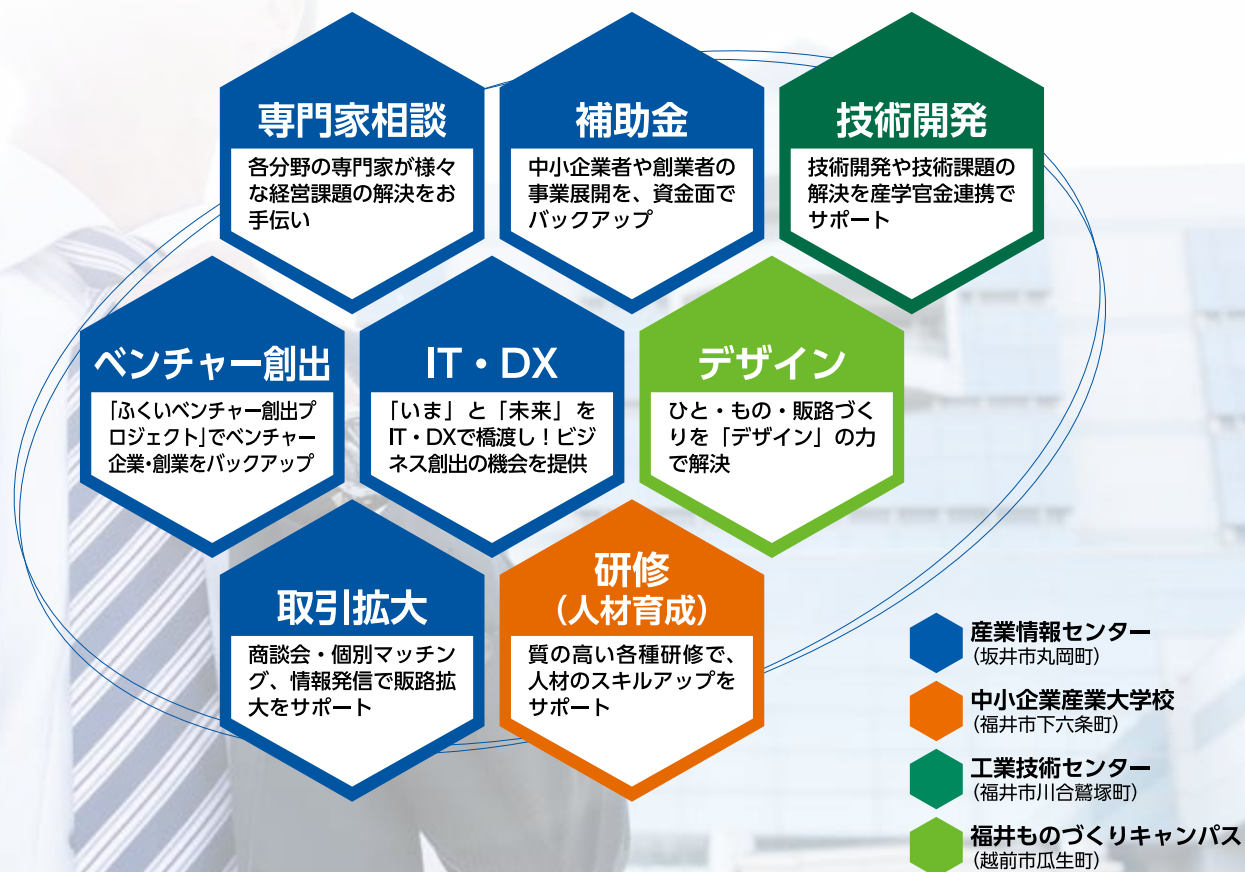 専門家相談
各分野の専門家が様々
な経営課題の解決をお
手伝い
補助金
中小企業者や創業者の
事業展開を、資金面で
バックアップ
技術開発
技術開発や技術課題の
解決を産学官金連携で
サポート
ベンチャー創出
「ふくいベンチャー創出プ
ロジェクト」でベンチャー
企業・創業をバックアップ
IT・DX
「いま」と「未来」を
IT・DXで橋渡し！ビジ
ネス創出の機会を提供
デザイン
ひと・もの・販路づく
りを「デザイン」の力
で解決
取引拡大
商談会・個別マッチン
グ、情報発信で販路拡
大をサポート
研修
（人材育成）
質の高い各種研修で、
人材のスキルアップを
サポート
産業情報センター
（坂井市丸岡町）
中小企業産業大学校
（福井市下六条町）
工業技術センター
（福井市川合鷲塚町）
福井ものづくりキャンパス
（越前市瓜生町）